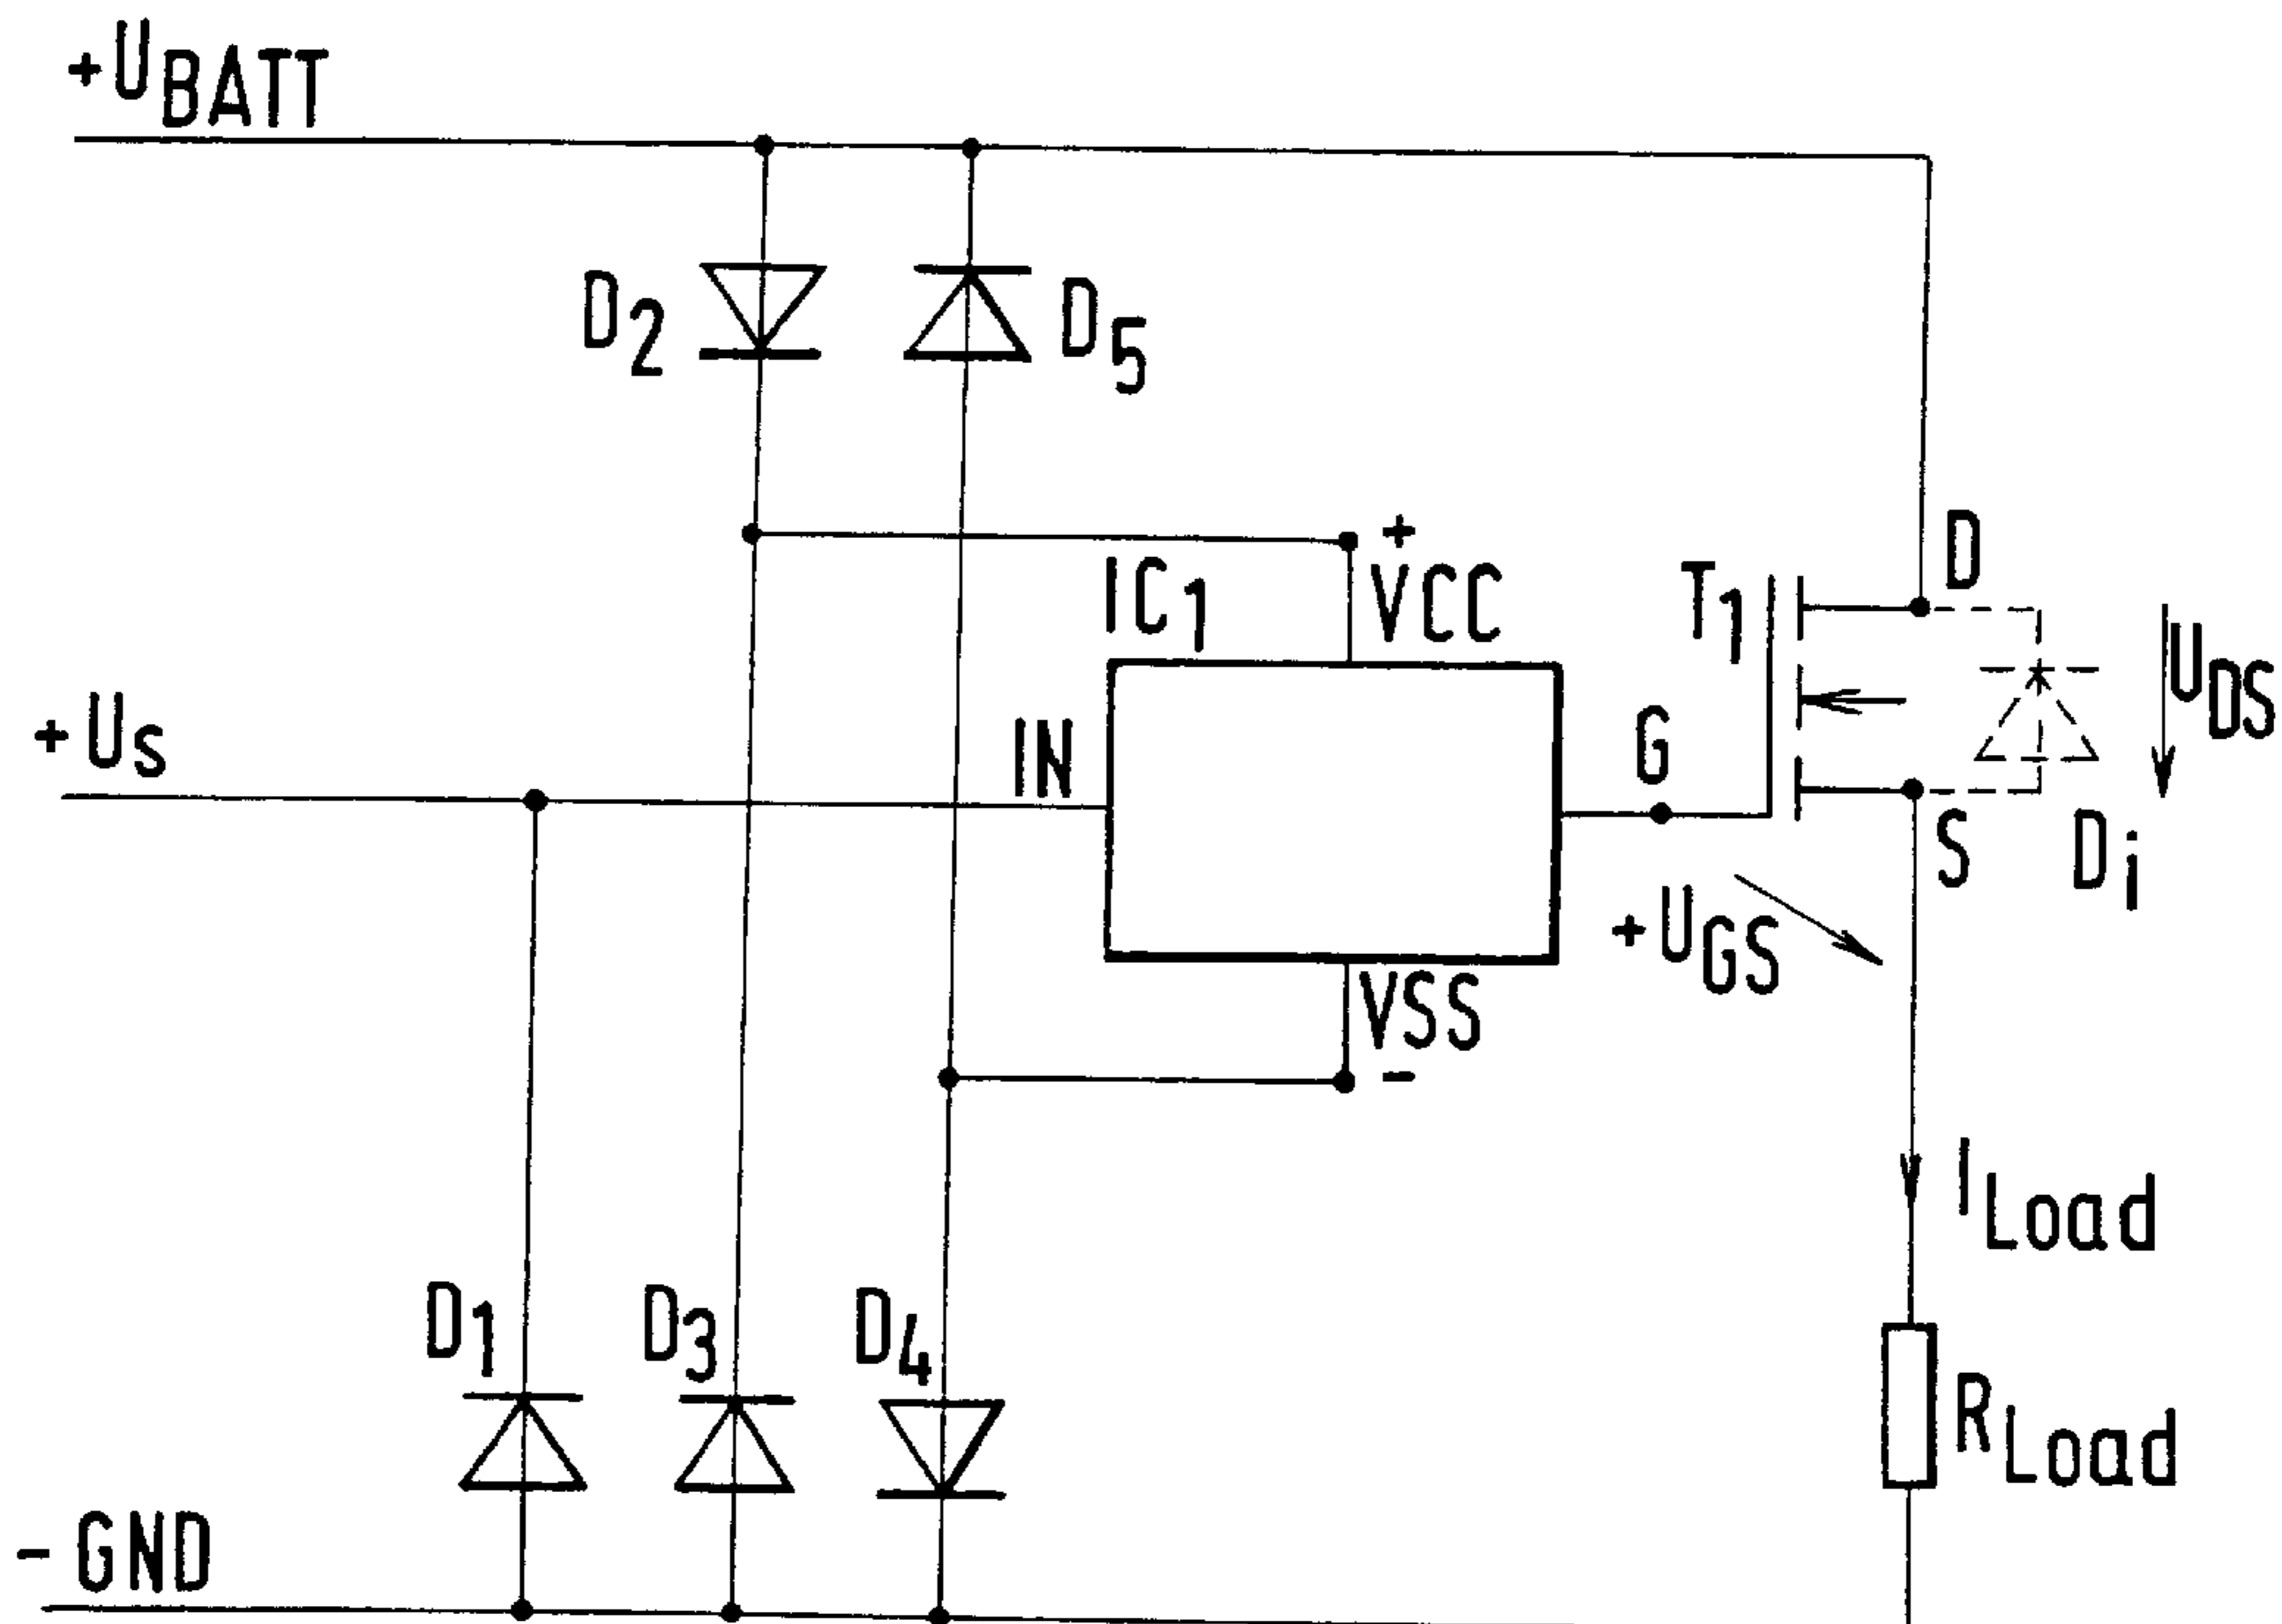 +UBATT
D2
D5
+
VCC
IC1
T1
D
UDS
+Us
IN
G
S
Di
+UGS
VSS
-
ILoad
D1
D3
D4
RLoad
- GND